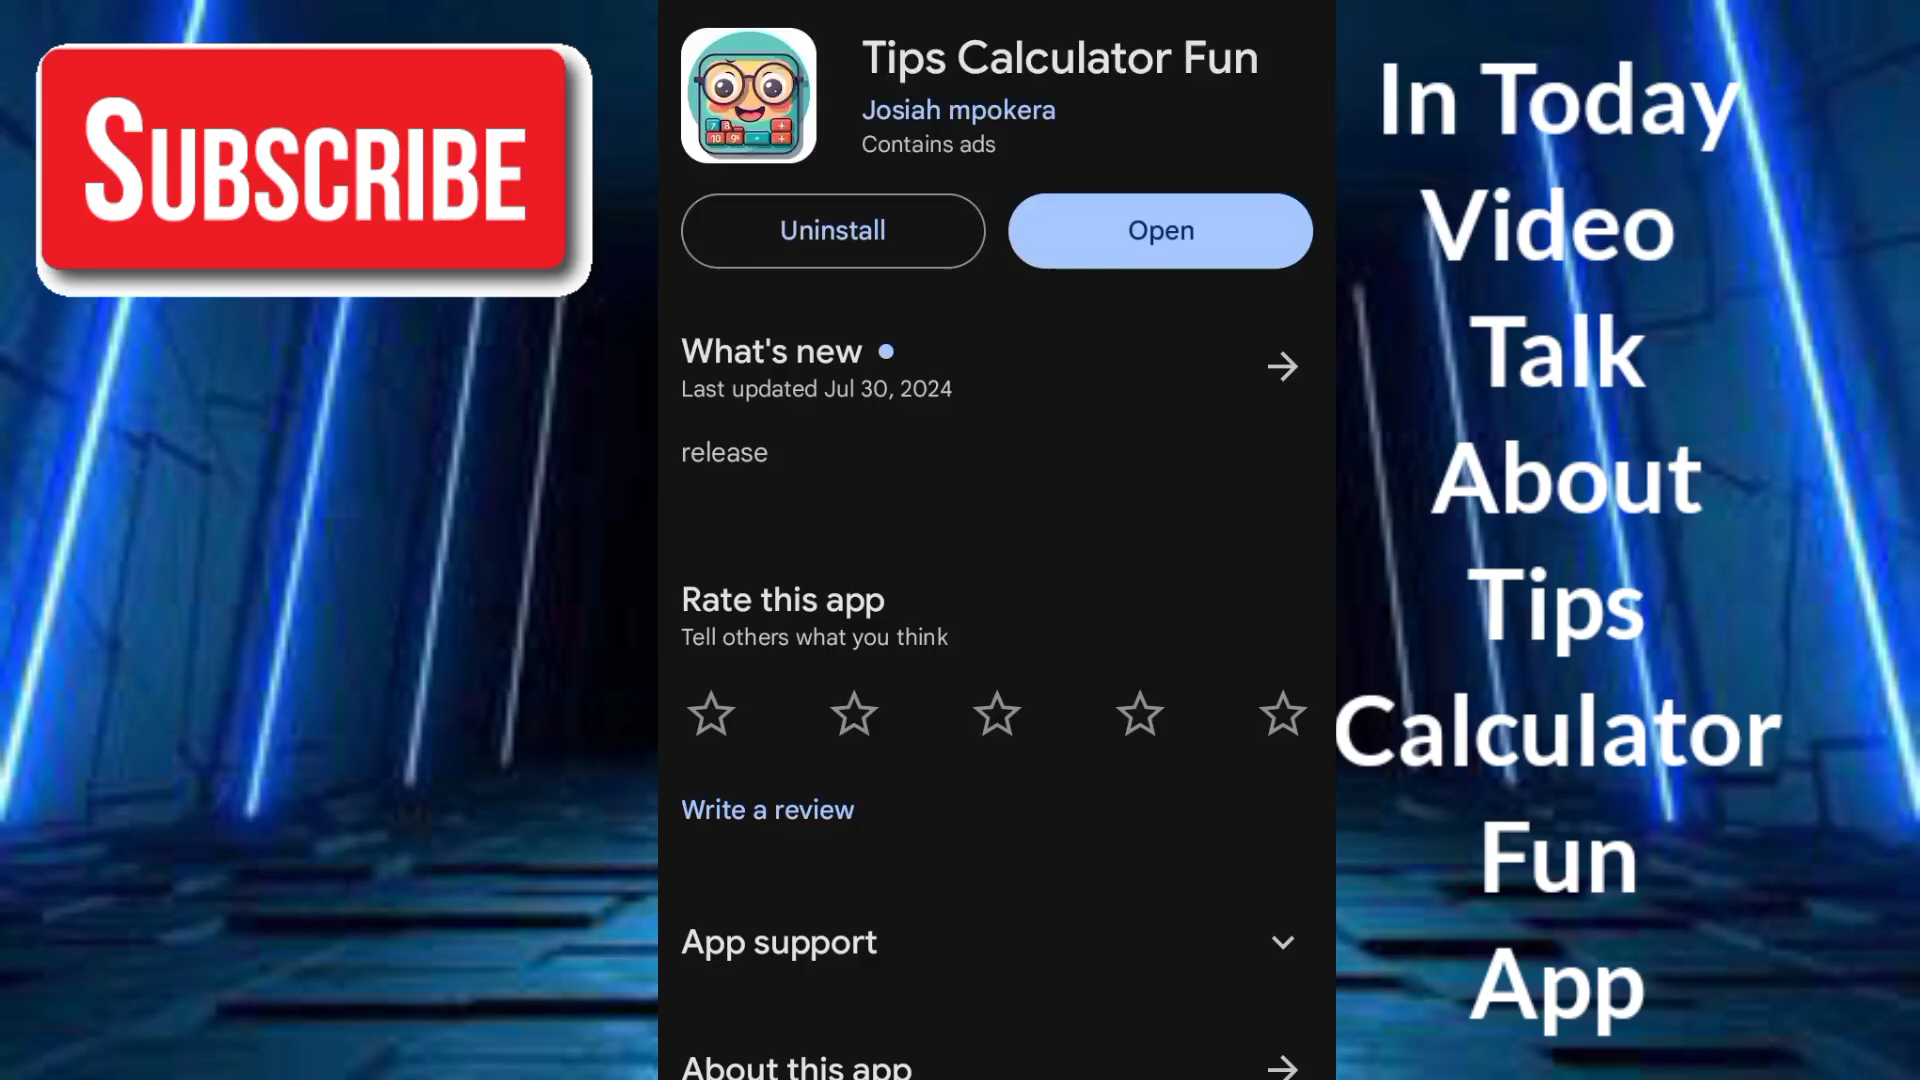 SUBSCRIBE
Tips Calculator Fun
Josiah mpokera
Contains ads
Uninstall
Open
What's new
Last updated Jul 30, 2024
release
Rate this app
Tell others what you think
Write a review
App support
About this app
In Today
Video
Talk
About
Tips
Calculator
Fun
App